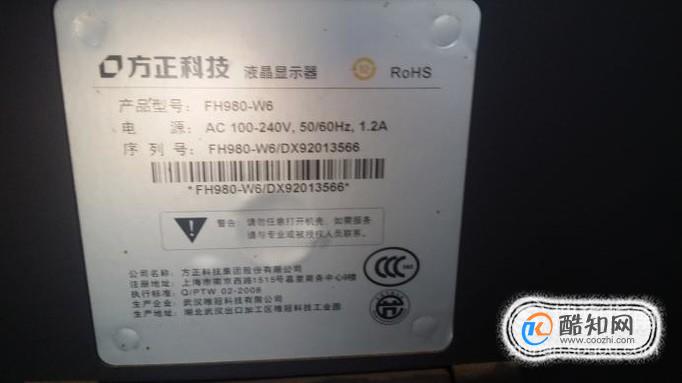 方正科技 液晶显示器 12 RoHS
产品型号: FH980-W6
电 源: AC 100-240V, 50/60Hz, 1.2A
序 列 号: FH980-W6/DX92013566
*FH980-W6/DX92013566*
警告: 请勿任意打开机壳, 如需服务
请与专业或被授权人员联系。
公司名称: 方正科技集团股份有限公司
注册地址: 上海市南京西路1515号嘉里商务中心9楼
执行标准: Q/PTW 02-2008
生产企业: 武汉唯冠科技有限公司
地址: 湖北武汉出口加工区唯冠科技工业园
CCC
酷知网
www.coozhi.com